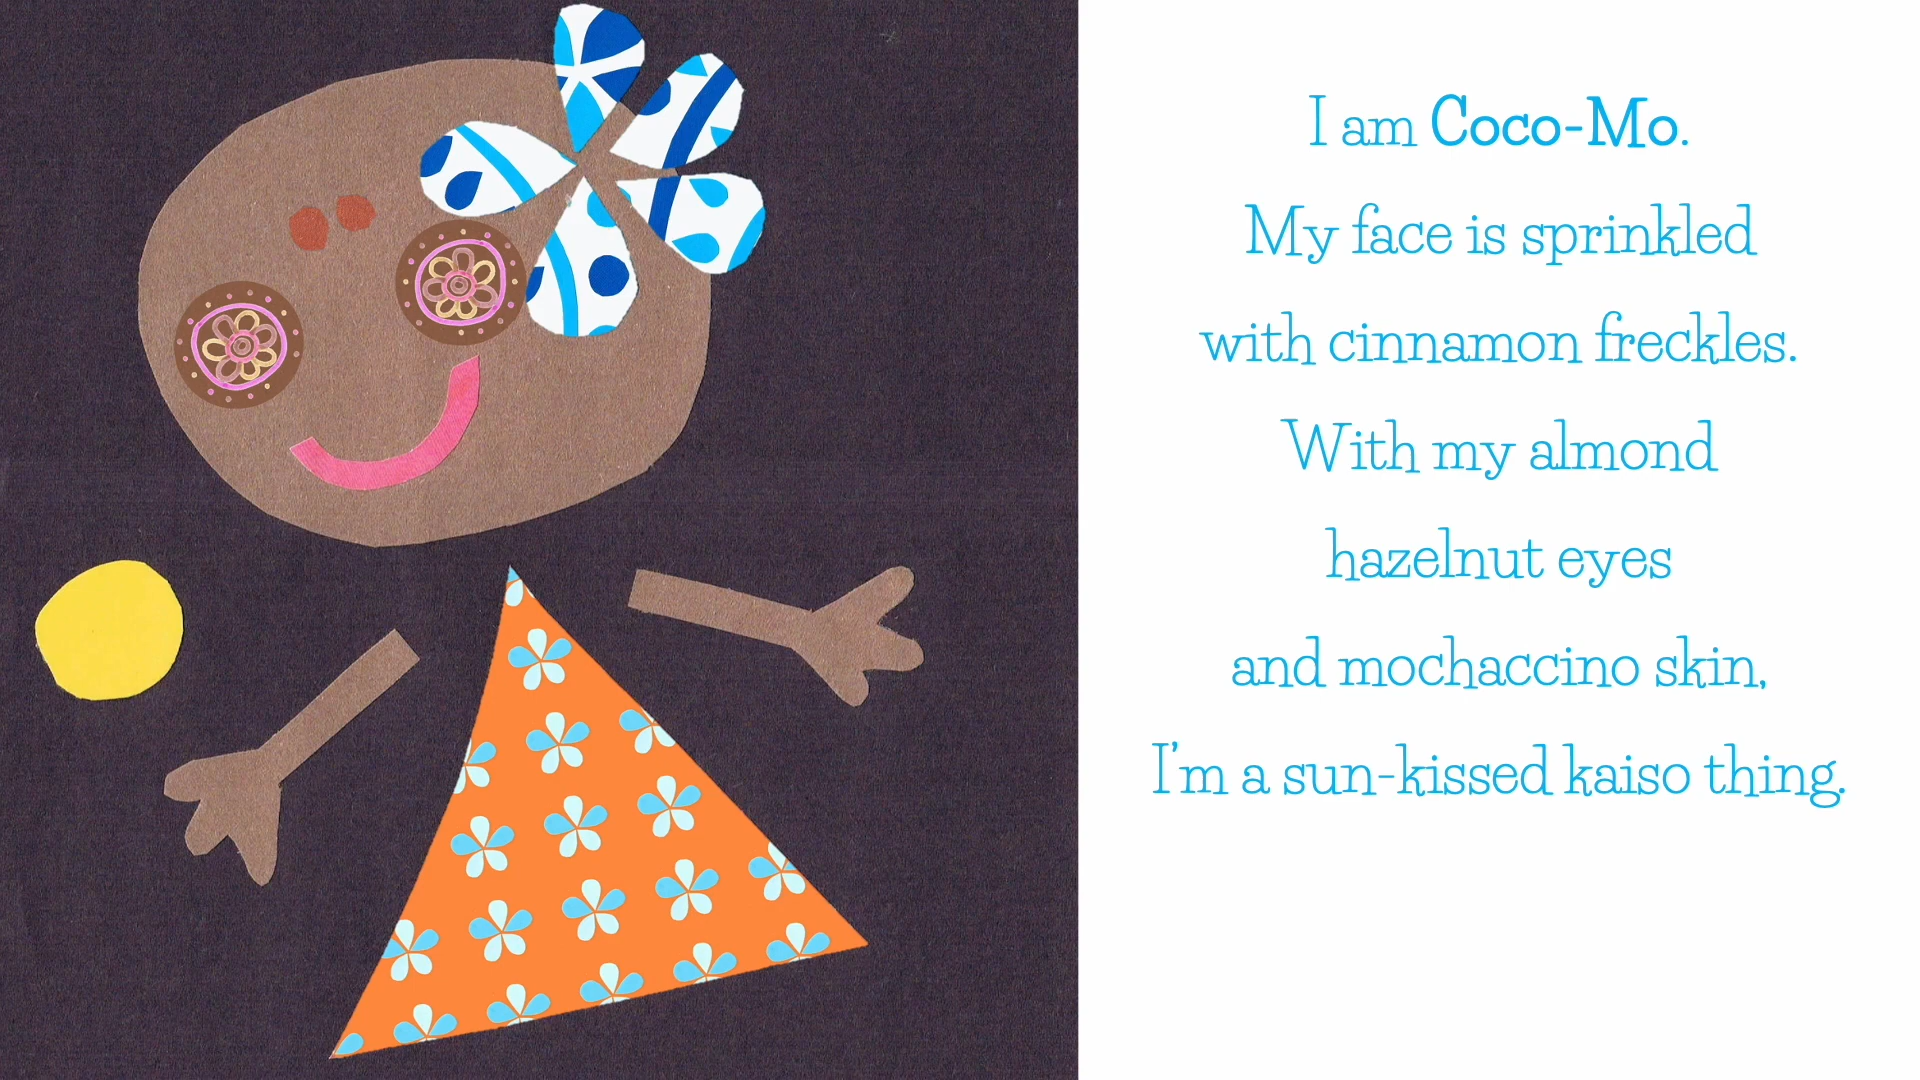 I am Coco-Mo.
My face is sprinkled
with cinnamon freckles.
With my almond
hazelnut eyes
and mochaccino skin,
I'm a sun-kissed kaiso thing.